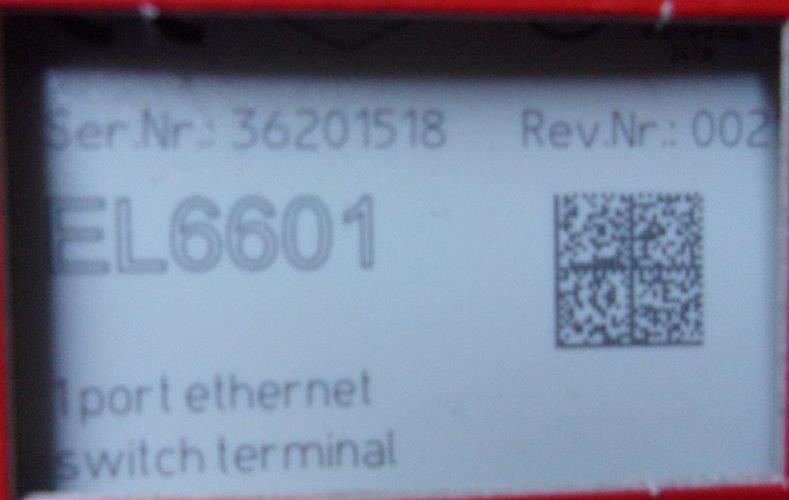 Ser.Nr.: 36201518 Rev.Nr.: 002
EL6601
1 port ethernet
switch terminal